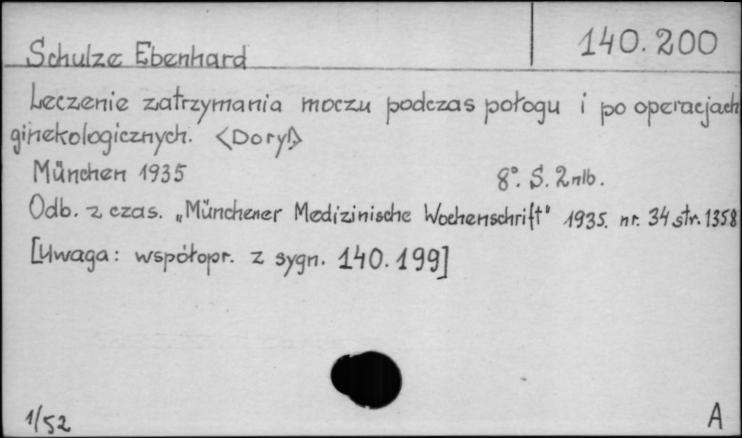 140.200
Schulze Ebenhard
Leczenie zatrzymania moczu podczas połogu i po operacjach
ginekologicznych. <Doryl>
München 1935 8°. S. 2 nlb.
Odb. z czas. „Münchener Medizinische Wochenschrift" 1935. nr. 34 str. 1358
[Uwaga: współopr. z sygn. 140.199]
1/52 A